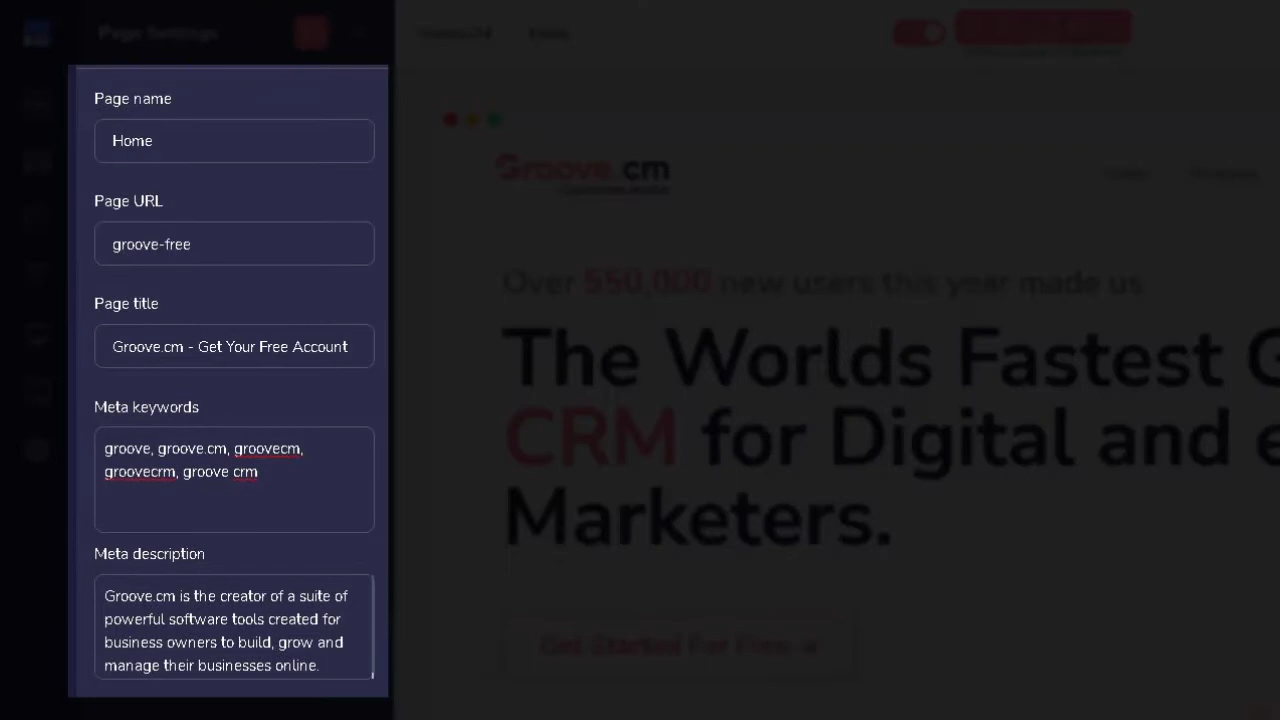 Page Settings
Page name
Home
Page URL
groove-free
Page title
Groove.cm - Get Your Free Account
Meta keywords
groove, groove.cm, groovecm,
groovecrm, groove crm
Meta description
Groove.cm is the creator of a suite of
powerful software tools created for
business owners to build, grow and
manage their businesses online.
Groove.cm
Over 550,000 new users this year made us
The Worlds Fastest G
CRM for Digital and e
Marketers.
Get Started For Free